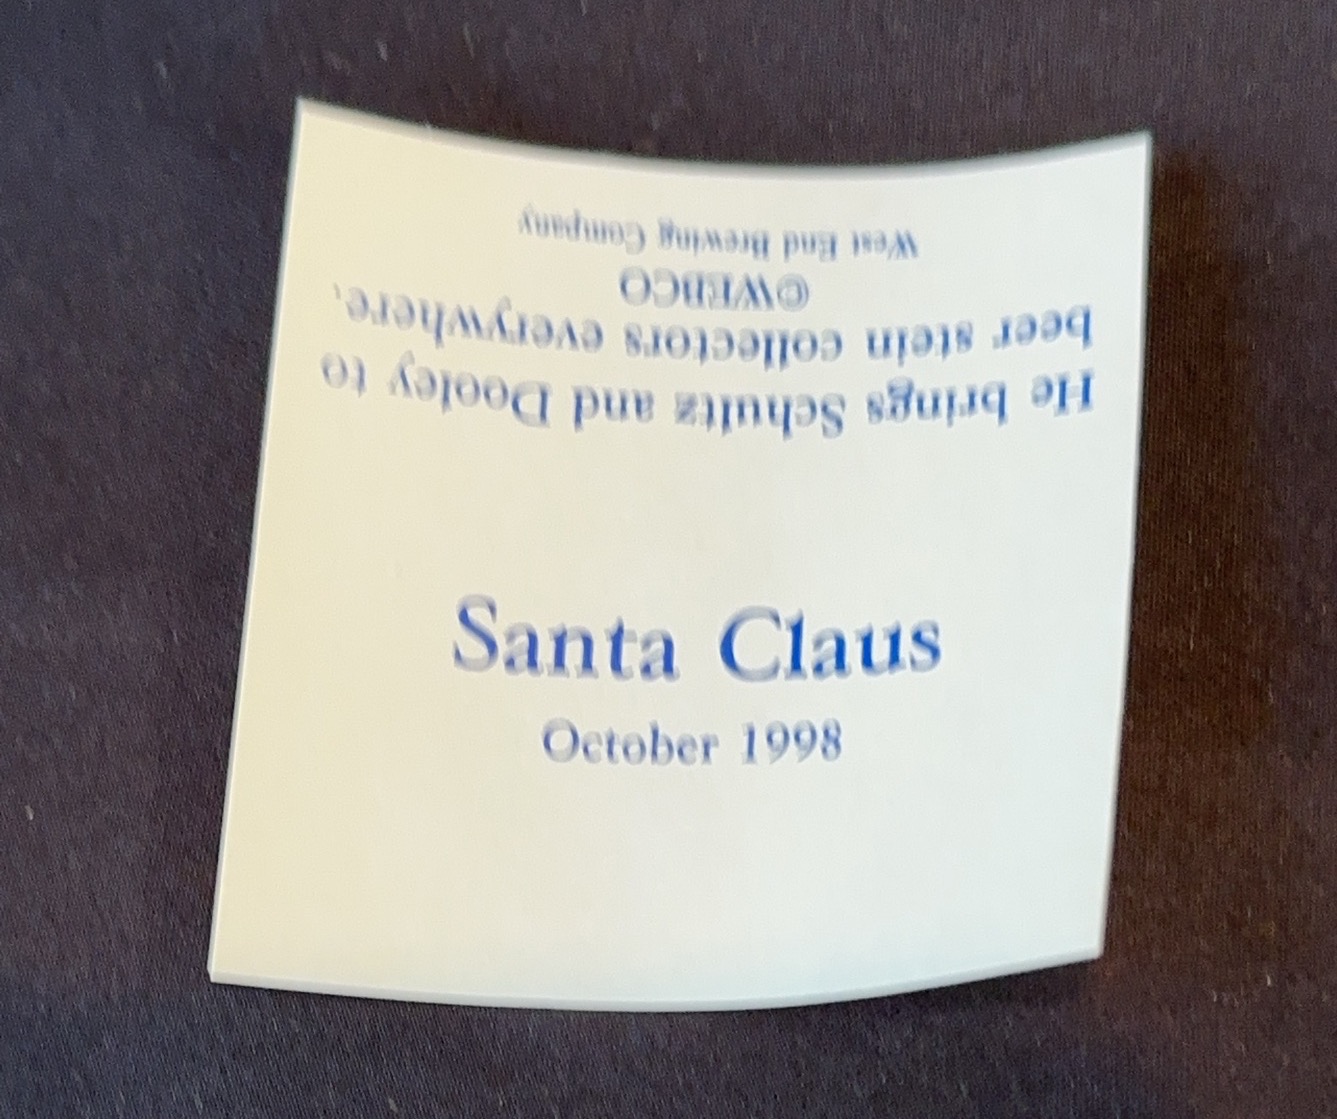 Santa Claus
October 1998
He brings Schultz and Dooley to
beer stein collectors everywhere.
©WEBCO
West End Brewing Company